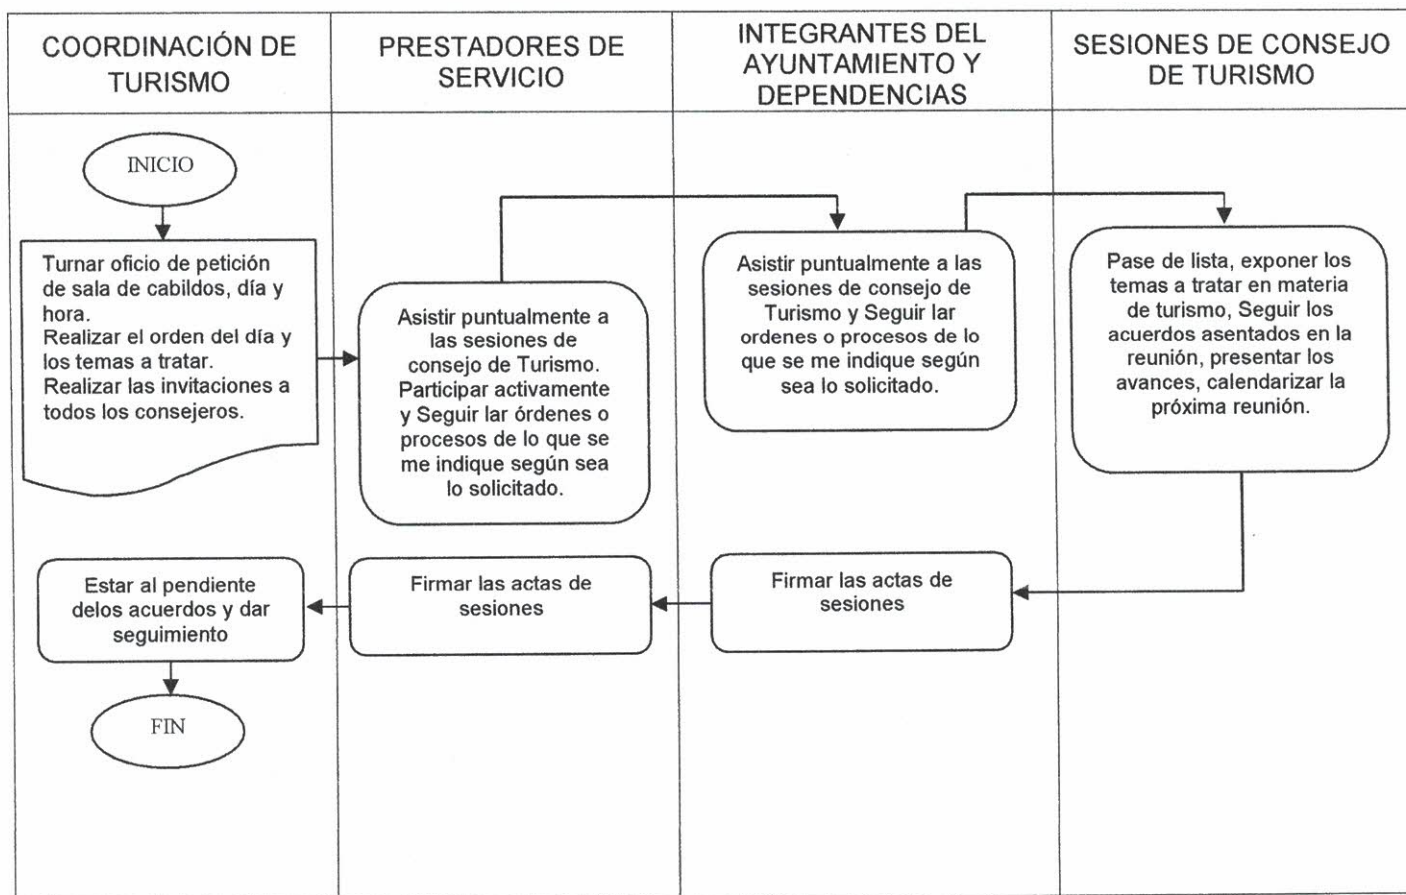 COORDINACIÓN DE
TURISMO
PRESTADORES DE
SERVICIO
INTEGRANTES DEL
AYUNTAMIENTO Y
DEPENDENCIAS
SESIONES DE CONSEJO
DE TURISMO
INICIO
Turnar oficio de petición
de sala de cabildos, día y
hora.
Realizar el orden del día y
los temas a tratar.
Realizar las invitaciones a
todos los consejeros.
Asistir puntualmente a
las sesiones de
consejo de Turismo.
Participar activamente
y Seguir lar órdenes o
procesos de lo que se
me indique según sea
lo solicitado.
Asistir puntualmente a las
sesiones de consejo de
Turismo y Seguir lar
ordenes o procesos de lo
que se me indique según
sea lo solicitado.
Pase de lista, exponer los
temas a tratar en materia
de turismo, Seguir los
acuerdos asentados en la
reunión, presentar los
avances, calendarizar la
próxima reunión.
Estar al pendiente
delos acuerdos y dar
seguimiento
Firmar las actas de
sesiones
Firmar las actas de
sesiones
FIN